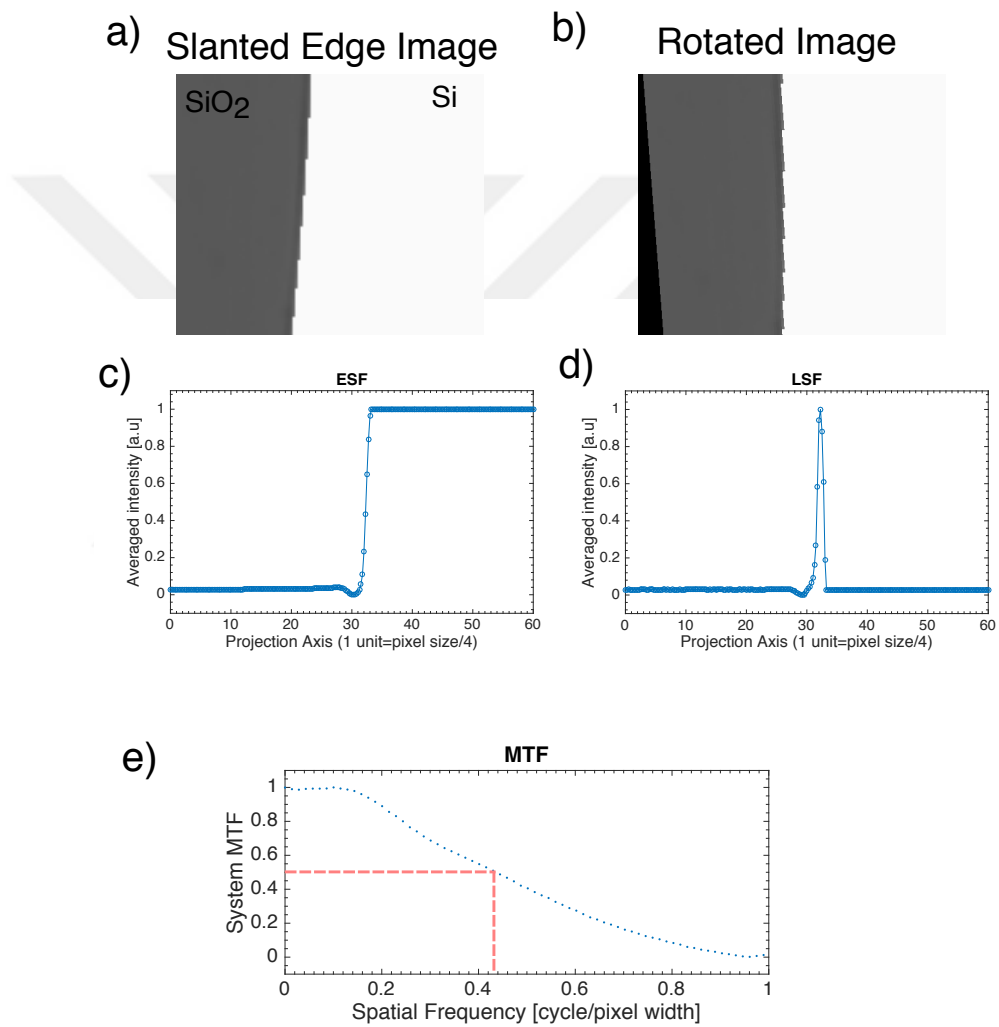 a) Slanted Edge Image
b) Rotated Image
SiO2
Si
c)
ESF
Averaged intensity [a.u]
1
0.8
0.6
0.4
0.2
0
0 10 20 30 40 50 60
Projection Axis (1 unit=pixel size/4)
d)
LSF
Averaged intensity [a.u]
1
0.8
0.6
0.4
0.2
0
0 10 20 30 40 50 60
Projection Axis (1 unit=pixel size/4)
e)
MTF
System MTF
1
0.8
0.6
0.4
0.2
0
0 0.2 0.4 0.6 0.8 1
Spatial Frequency [cycle/pixel width]